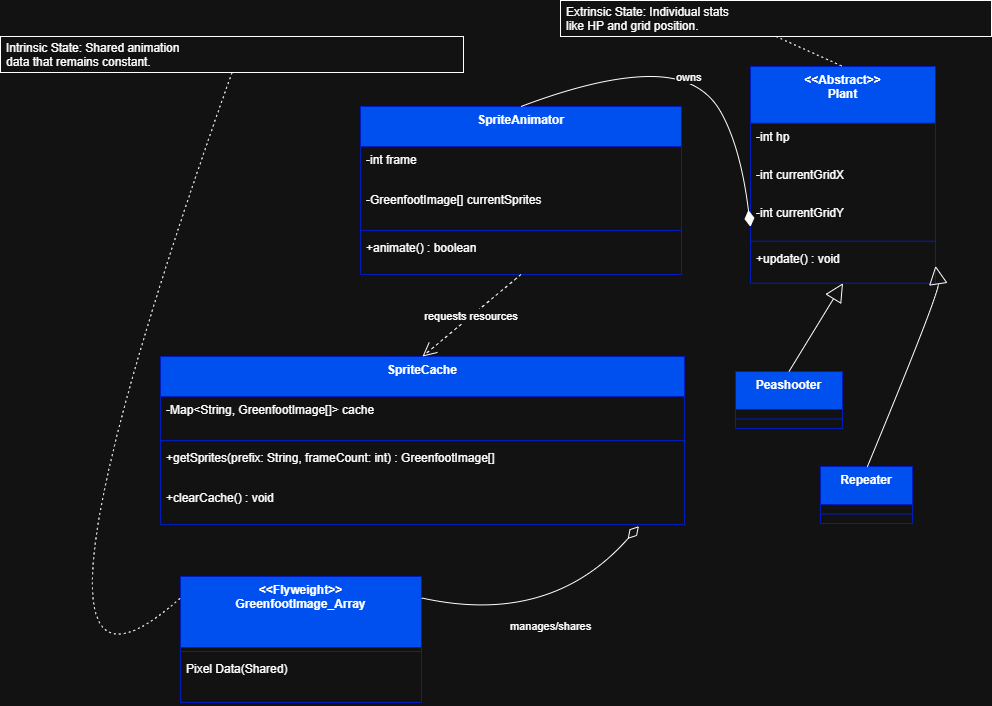 Extrinsic State: Individual stats
like HP and grid position.
Intrinsic State: Shared animation
data that remains constant.
owns
<<Abstract>>
Plant
-int hp
-int currentGridX
-int currentGridY
+update() : void
SpriteAnimator
-int frame
-GreenfootImage[] currentSprites
+animate() : boolean
requests resources
SpriteCache
-Map<String, GreenfootImage[]> cache
+getSprites(prefix: String, frameCount: int) : GreenfootImage[]
+clearCache() : void
Peashooter
Repeater
<<Flyweight>>
GreenfootImage_Array
Pixel Data(Shared)
manages/shares